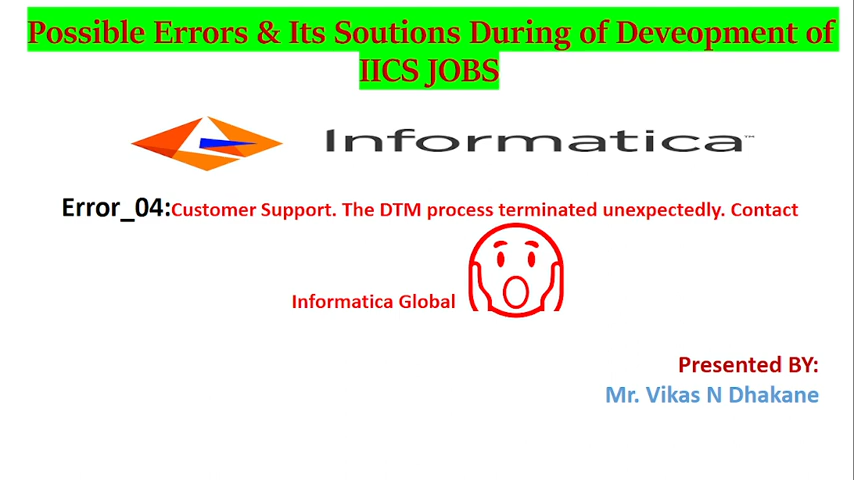 Possible Errors & Its Soutions During of Deveopment of
IICS JOBS
Informatica™
Error_04:Customer Support. The DTM process terminated unexpectedly. Contact
Informatica Global
Presented BY:
Mr. Vikas N Dhakane